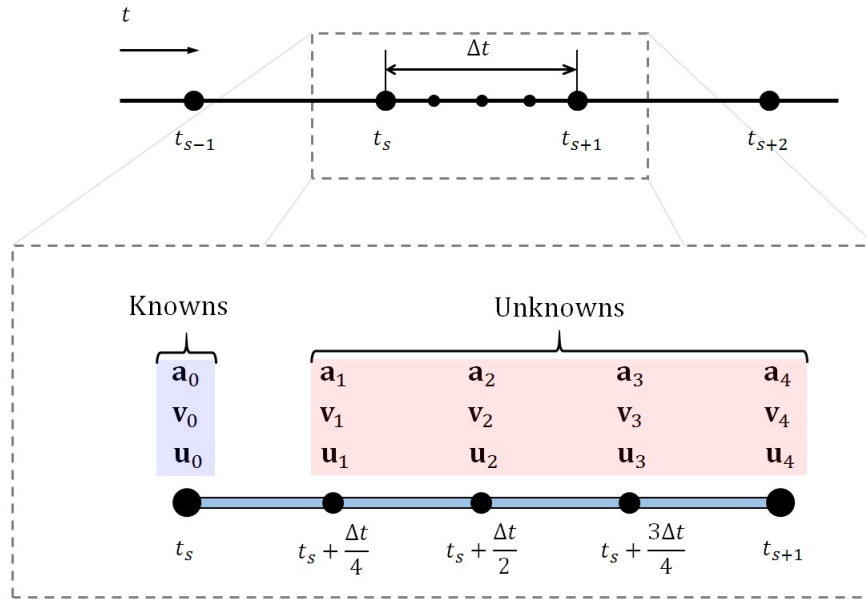 t
Δt
t_{s−1} t_s t_{s+1} t_{s+2}
Knowns Unknowns
a_0 a_1 a_2 a_3 a_4
v_0 v_1 v_2 v_3 v_4
u_0 u_1 u_2 u_3 u_4
t_s t_s + Δt/4 t_s + Δt/2 t_s + 3Δt/4 t_{s+1}